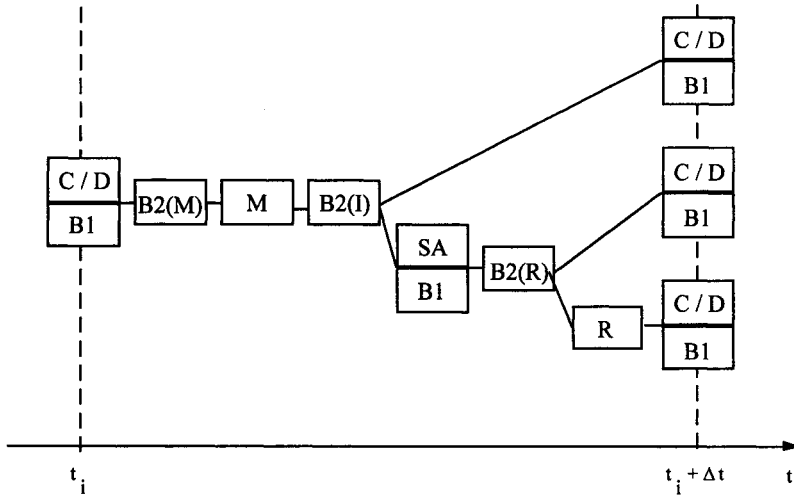 C / D
B1
C / D
B1
B2(M)
M
B2(I)
C / D
B1
SA
B1
B2(R)
R
C / D
B1
t i
t i + Δt
t